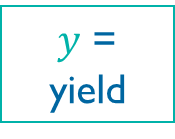 y =
yield